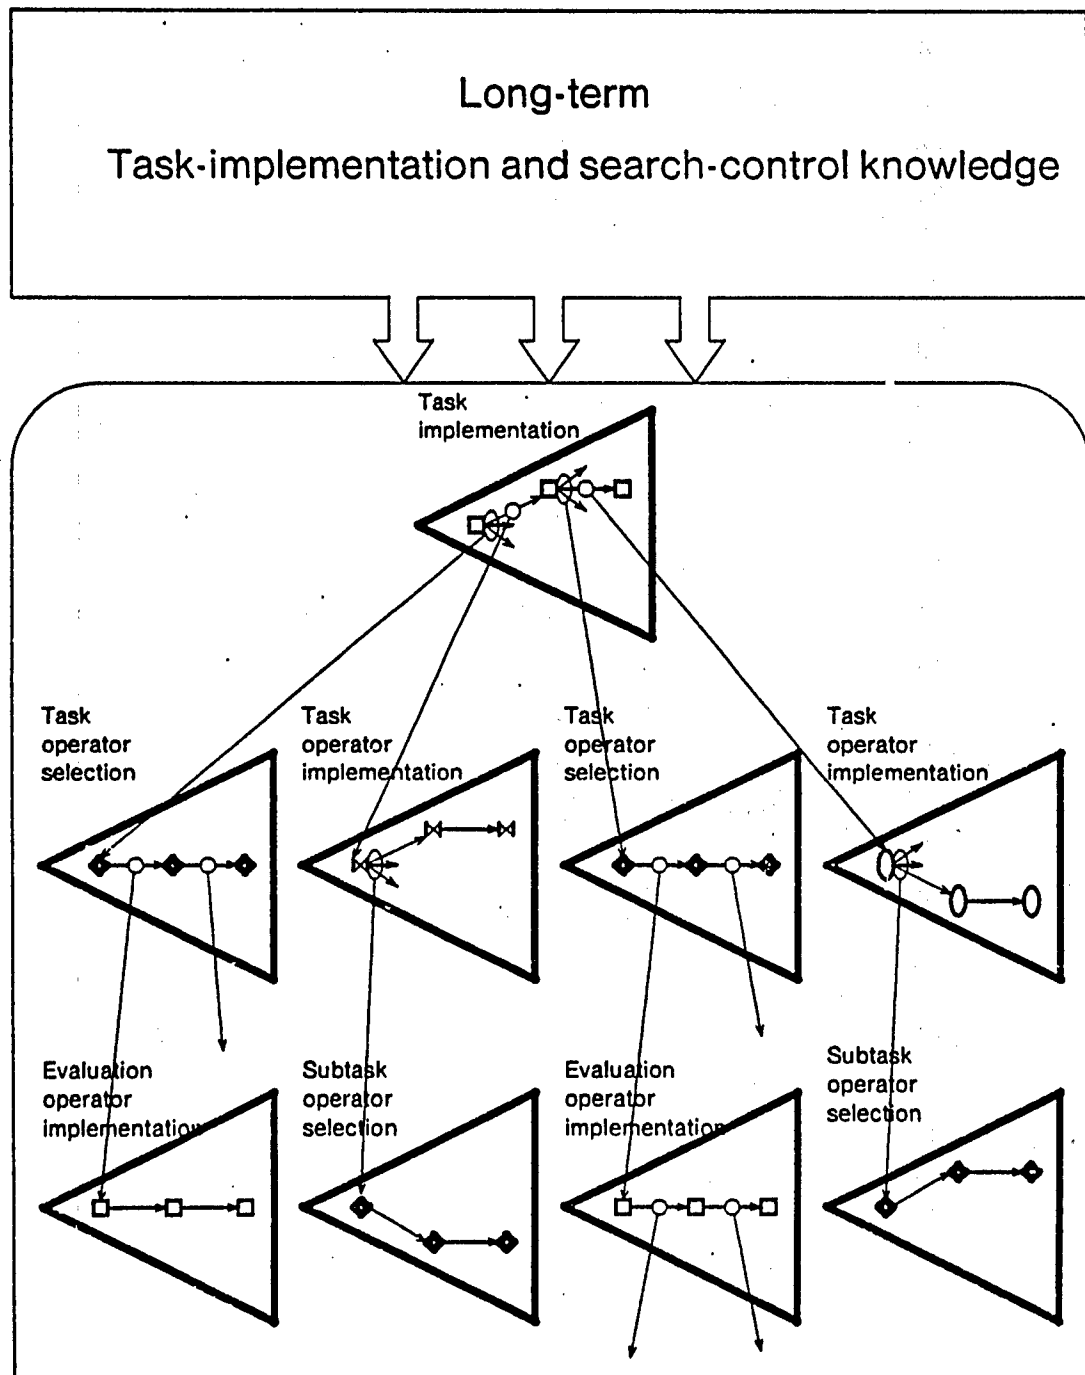 Long-term
Task-implementation and search-control knowledge
Task
implementation
Task
operator
selection
Task
operator
implementation
Task
operator
selection
Task
operator
implementation
Evaluation
operator
implementation
Subtask
operator
selection
Evaluation
operator
implementation
Subtask
operator
selection